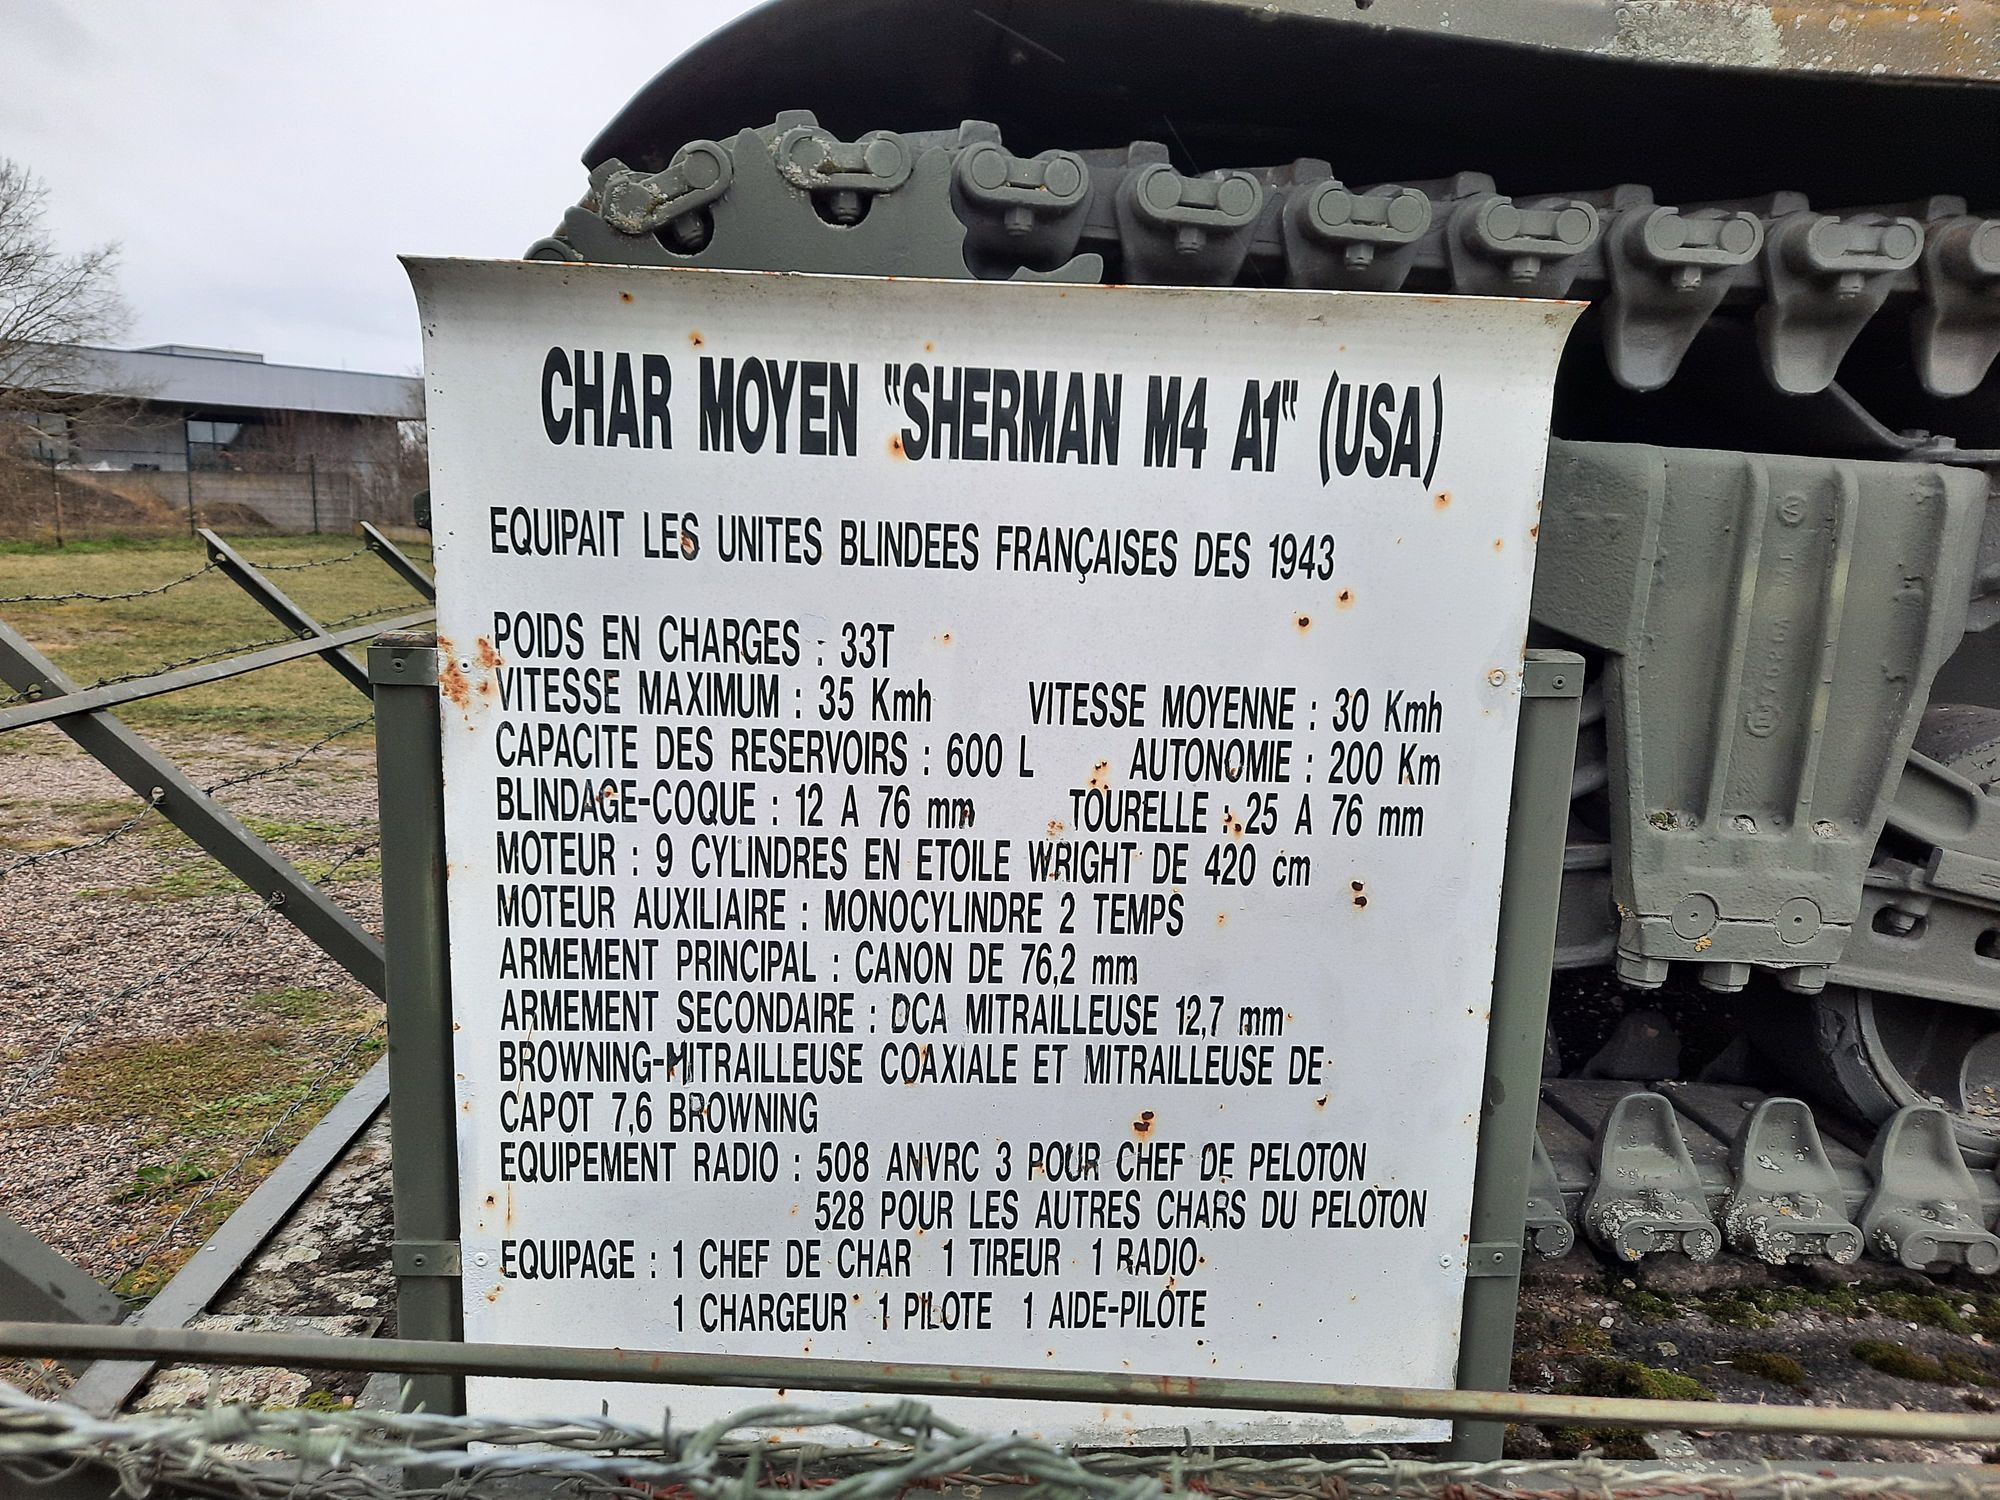 CHAR MOYEN "SHERMAN M4 A1" (USA)
EQUIPAIT LES UNITES BLINDEES FRANÇAISES DES 1943
POIDS EN CHARGES : 33T
VITESSE MAXIMUM : 35 Kmh VITESSE MOYENNE : 30 Kmh
CAPACITE DES RESERVOIRS : 600 L AUTONOMIE : 200 Km
BLINDAGE-COQUE : 12 A 76 mm TOURELLE : 25 A 76 mm
MOTEUR : 9 CYLINDRES EN ETOILE WRIGHT DE 420 cm
MOTEUR AUXILIAIRE : MONOCYLINDRE 2 TEMPS
ARMEMENT PRINCIPAL : CANON DE 76,2 mm
ARMEMENT SECONDAIRE : DCA MITRAILLEUSE 12,7 mm
BROWNING-MITRAILLEUSE COAXIALE ET MITRAILLEUSE DE
CAPOT 7,6 BROWNING
EQUIPEMENT RADIO : 508 ANVRC 3 POUR CHEF DE PELOTON
528 POUR LES AUTRES CHARS DU PELOTON
EQUIPAGE : 1 CHEF DE CHAR 1 TIREUR 1 RADIO
1 CHARGEUR 1 PILOTE 1 AIDE-PILOTE